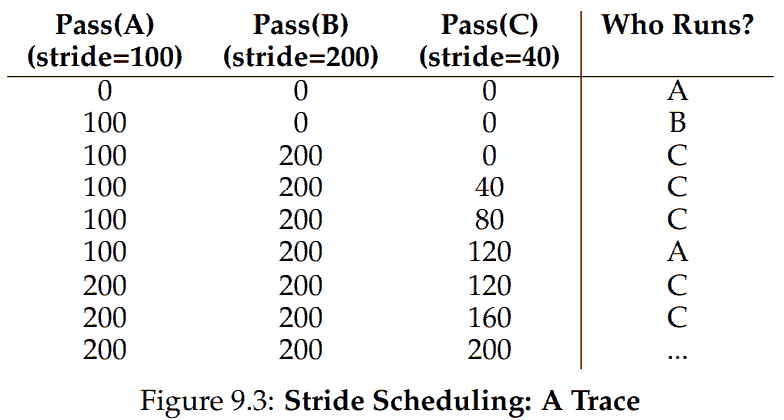 Pass(A) Pass(B) Pass(C) Who Runs?
(stride=100) (stride=200) (stride=40)
0 0 0 A
100 0 0 B
100 200 0 C
100 200 40 C
100 200 80 C
100 200 120 A
200 200 120 C
200 200 160 C
200 200 200 ...
Figure 9.3: Stride Scheduling: A Trace